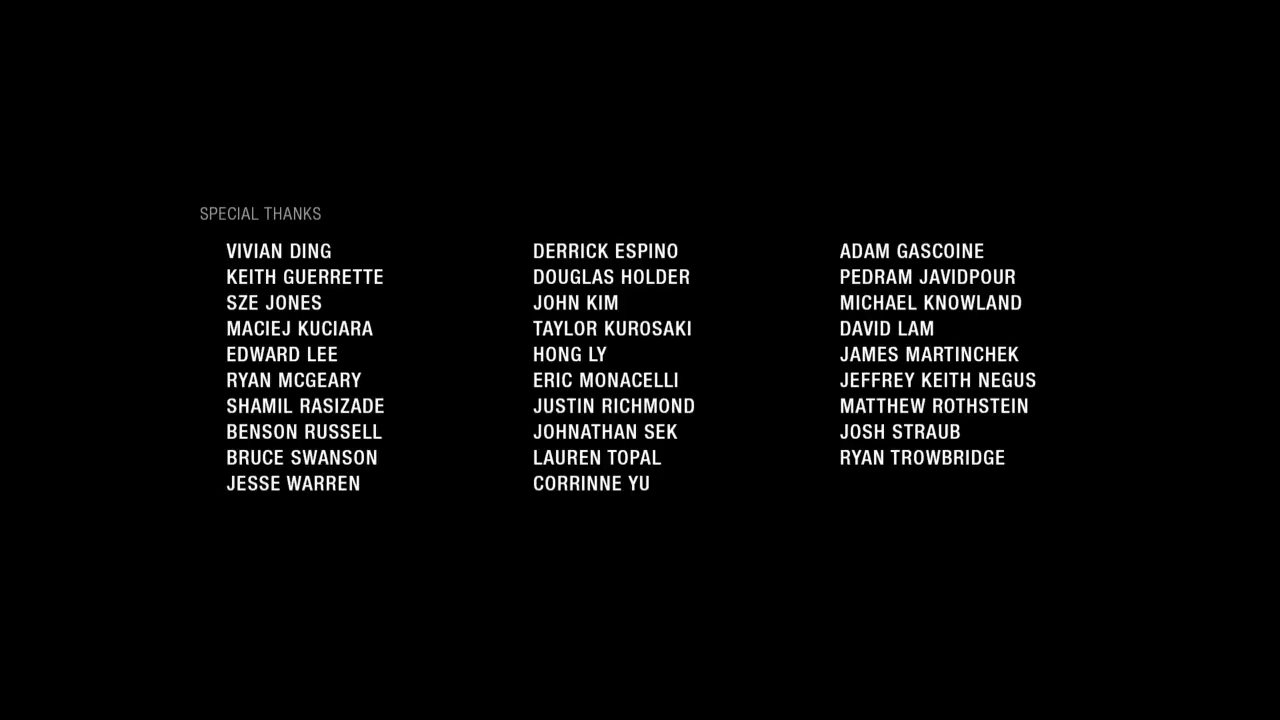 SPECIAL THANKS
VIVIAN DING
KEITH GUERRETTE
SZE JONES
MACIEJ KUCIARA
EDWARD LEE
RYAN MCGEARY
SHAMIL RASIZADE
BENSON RUSSELL
BRUCE SWANSON
JESSE WARREN
DERRICK ESPINO
DOUGLAS HOLDER
JOHN KIM
TAYLOR KUROSAKI
HONG LY
ERIC MONACELLI
JUSTIN RICHMOND
JOHNATHAN SEK
LAUREN TOPAL
CORRINNE YU
ADAM GASCOINE
PEDRAM JAVIDPOUR
MICHAEL KNOWLAND
DAVID LAM
JAMES MARTINCHEK
JEFFREY KEITH NEGUS
MATTHEW ROTHSTEIN
JOSH STRAUB
RYAN TROWBRIDGE